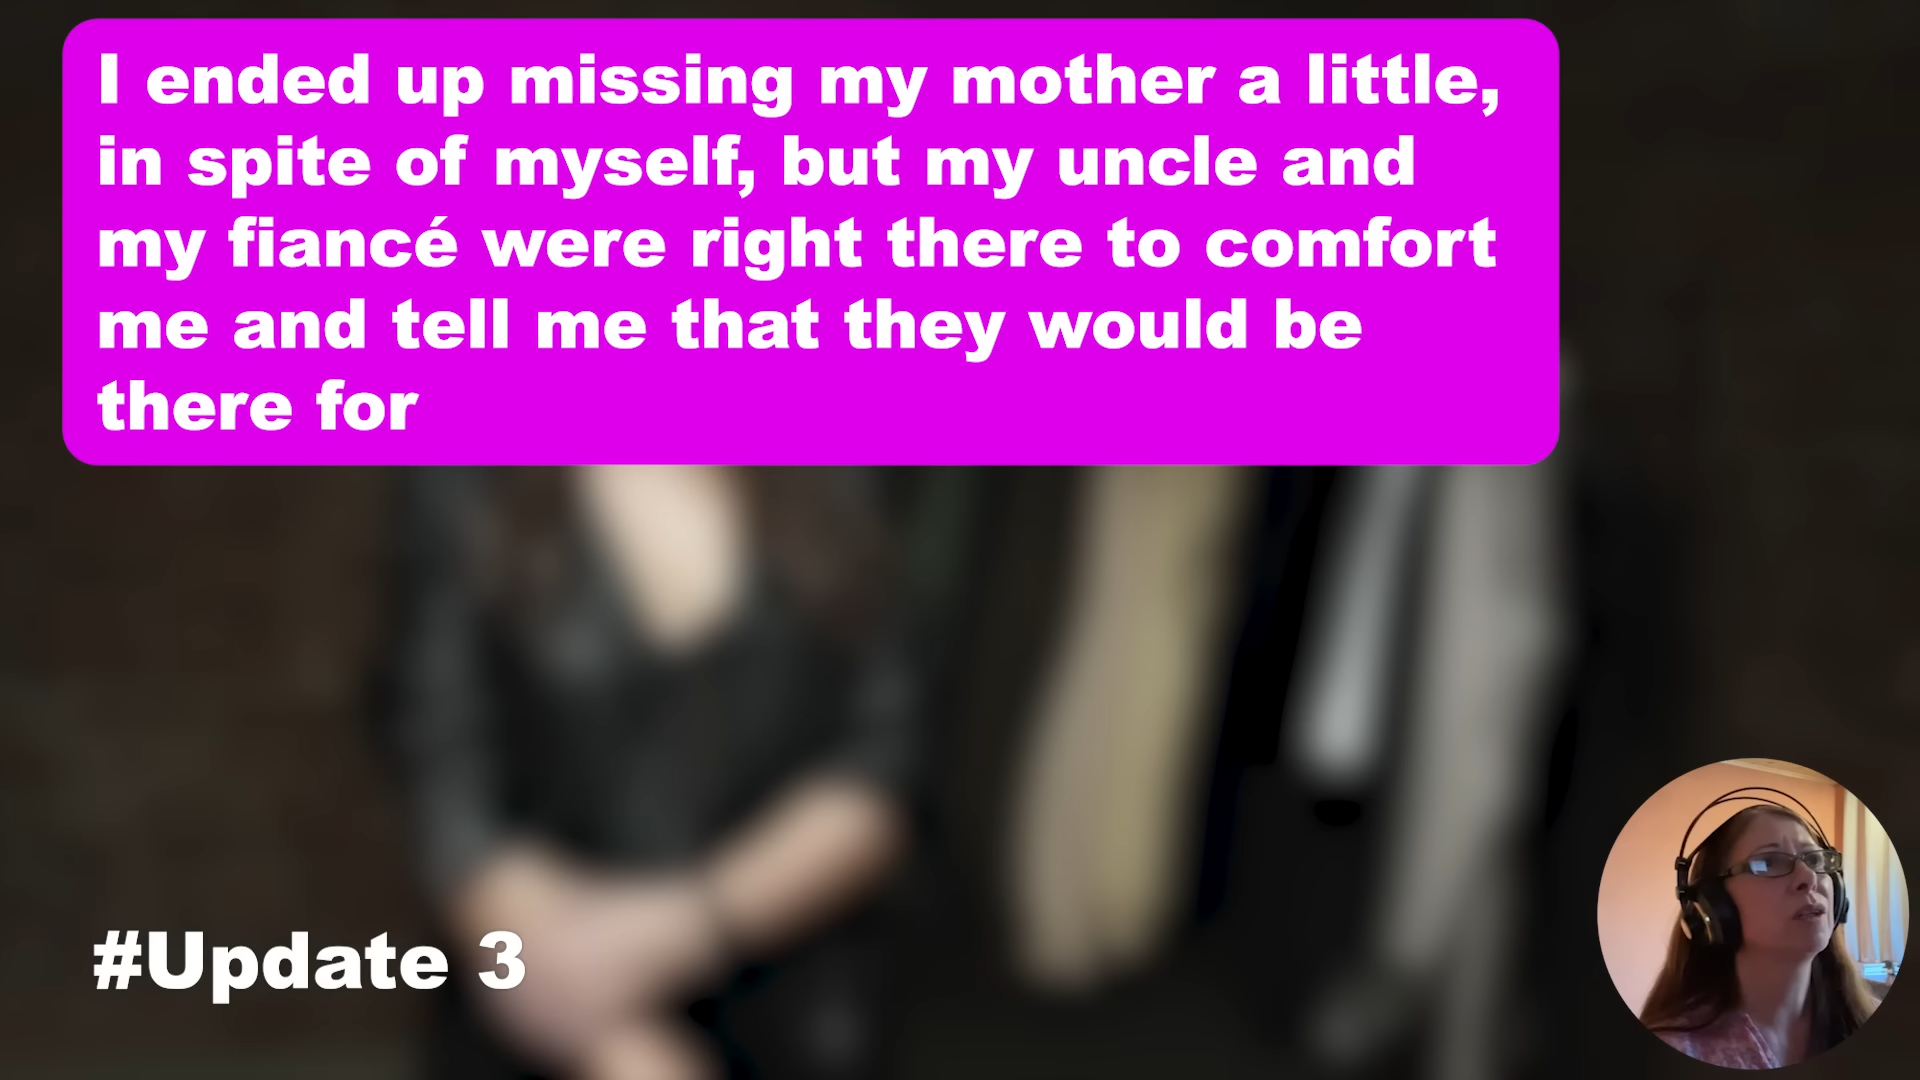 I ended up missing my mother a little,
in spite of myself, but my uncle and
my fiancé were right there to comfort
me and tell me that they would be
there for
#Update 3